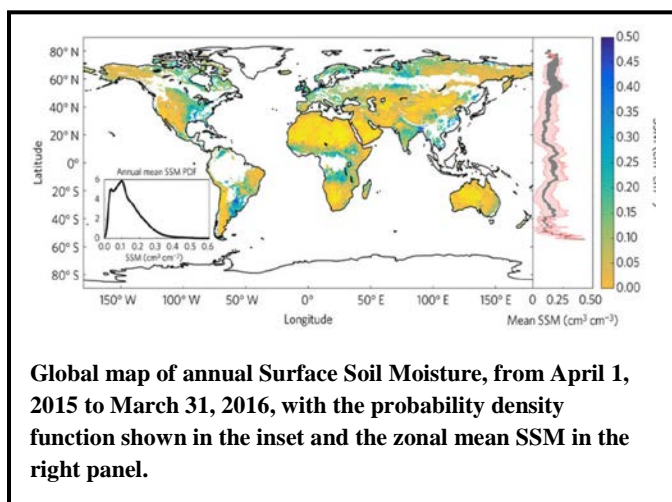 80° N
60° N
40° N
20° N
0°
20° S
40° S
60° S
80° S
Latitude
Annual mean SSM PDF
6
4
2
0
0.0 0.1 0.2 0.3 0.4 0.5 0.6
SSM (cm³ cm⁻³)
150° W 100° W 50° W 0° 50° E 100° E 150° E
Longitude
0 0.25 0.50
Mean SSM (cm³ cm⁻³)
0.50
0.45
0.40
0.35
0.30
0.25
0.20
0.15
0.10
0.05
0.00
Global map of annual Surface Soil Moisture, from April 1,
2015 to March 31, 2016, with the probability density
function shown in the inset and the zonal mean SSM in the
right panel.